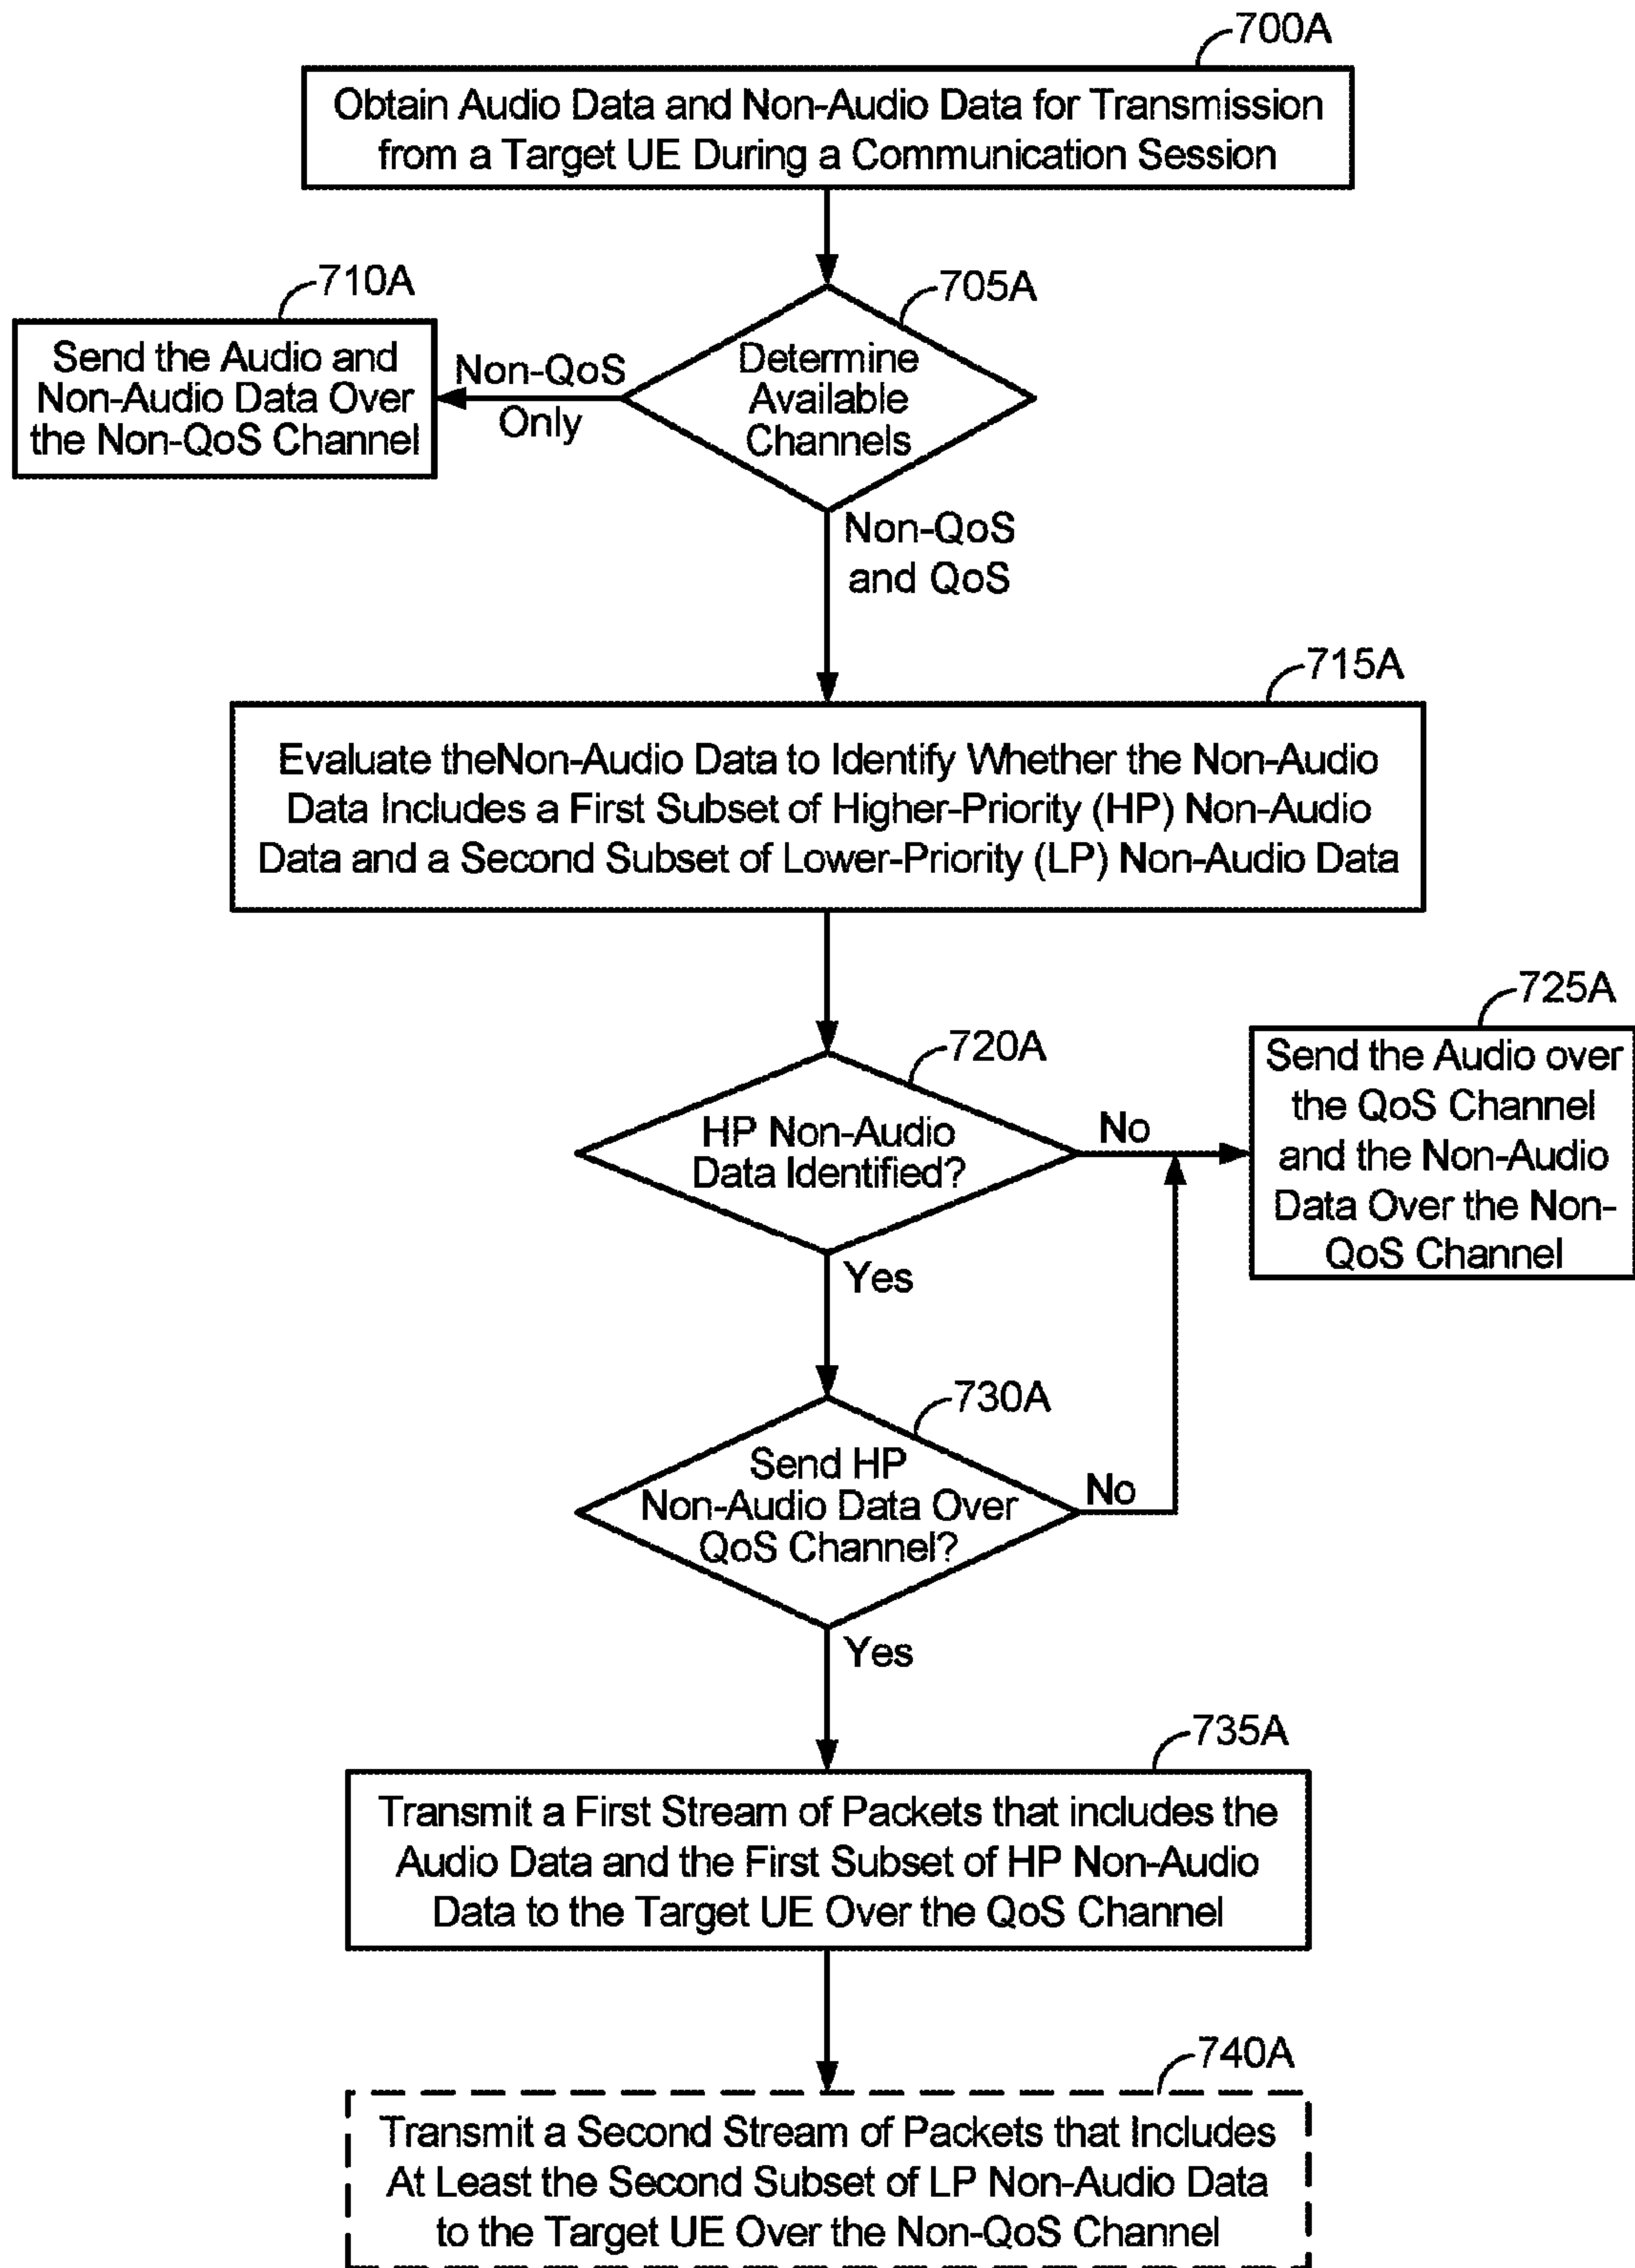 700A
Obtain Audio Data and Non-Audio Data for Transmission
from a Target UE During a Communication Session
705A
Determine
Available
Channels
710A
Send the Audio and
Non-Audio Data Over
the Non-QoS Channel
Non-QoS
Only
Non-QoS
and QoS
715A
Evaluate theNon-Audio Data to Identify Whether the Non-Audio
Data Includes a First Subset of Higher-Priority (HP) Non-Audio
Data and a Second Subset of Lower-Priority (LP) Non-Audio Data
720A
HP Non-Audio
Data Identified?
No
Yes
725A
Send the Audio over
the QoS Channel
and the Non-Audio
Data Over the Non-
QoS Channel
730A
Send HP
Non-Audio Data Over
QoS Channel?
No
Yes
735A
Transmit a First Stream of Packets that includes the
Audio Data and the First Subset of HP Non-Audio
Data to the Target UE Over the QoS Channel
740A
Transmit a Second Stream of Packets that Includes
At Least the Second Subset of LP Non-Audio Data
to the Target UE Over the Non-QoS Channel